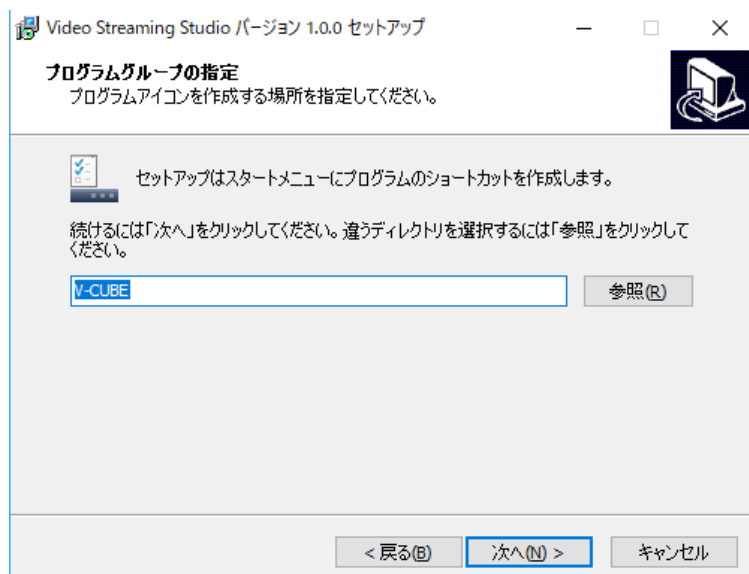 Video Streaming Studio バージョン 1.0.0 セットアップ
プログラムグループの指定
プログラムアイコンを作成する場所を指定してください。
セットアップはスタートメニューにプログラムのショートカットを作成します。
続けるには「次へ」をクリックしてください。違うディレクトリを選択するには「参照」をクリックして
ください。
V-CUBE
参照(R)
< 戻る(B)
次へ(N) >
キャンセル